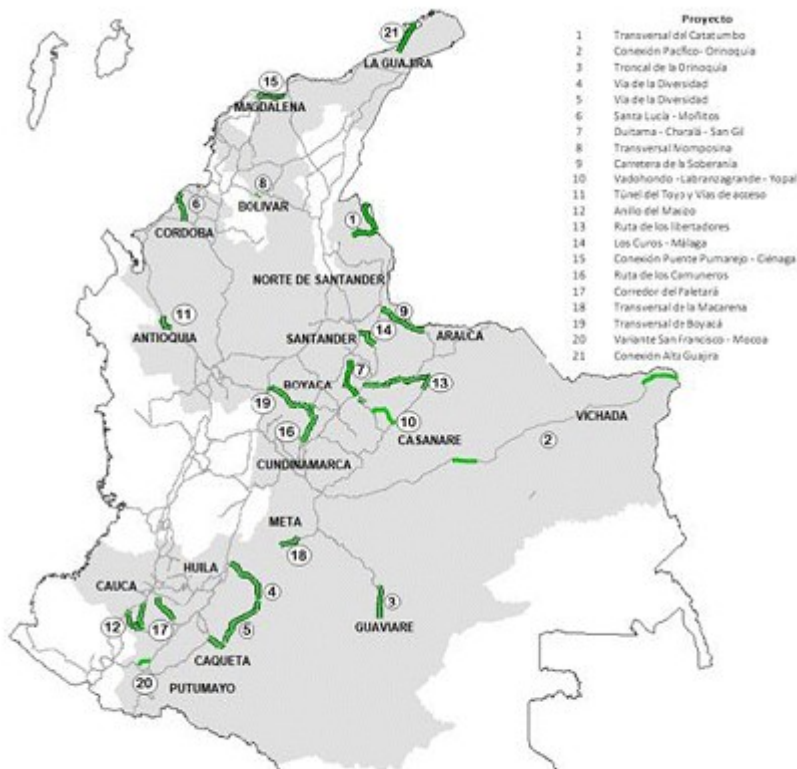 Proyecto
1 Transversal del Catatumbo
2 Conexión Pacífico- Orinoquia
3 Troncal de la Orinoquía
4 Vía de la Diversidad
5 Vía de la Diversidad
6 Santa Lucía - Moñitos
7 Duitama - Charalá - San Gil
8 Transversal Momposina
9 Carretera de la Soberanía
10 Vadohondo -Labranzagrande - Yopal
11 Túnel del Toyo y Vías de acceso
12 Anillo del Macizo
13 Ruta de los libertadores
14 Los Curos - Málaga
15 Conexión Puente Pumarejo - Ciénaga
16 Ruta de los Comuneros
17 Corredor del Paletará
18 Transversal de la Macarena
19 Transversal de Boyacá
20 Variante San Francisco - Mocoa
21 Conexión Alta Guajira
21
LA GUAJIRA
15
MAGDALENA
8
BOLIVAR
6
CORDOBA
1
NORTE DE SANTANDER
9
11
ANTIOQUIA
SANTANDER
14
ARAUCA
7
BOYACA
13
19
10
VICHADA
16
CASANARE
2
CUNDINAMARCA
META
18
HUILA
CAUCA
4
3
12
17
5
GUAVIARE
CAQUETA
20
PUTUMAYO